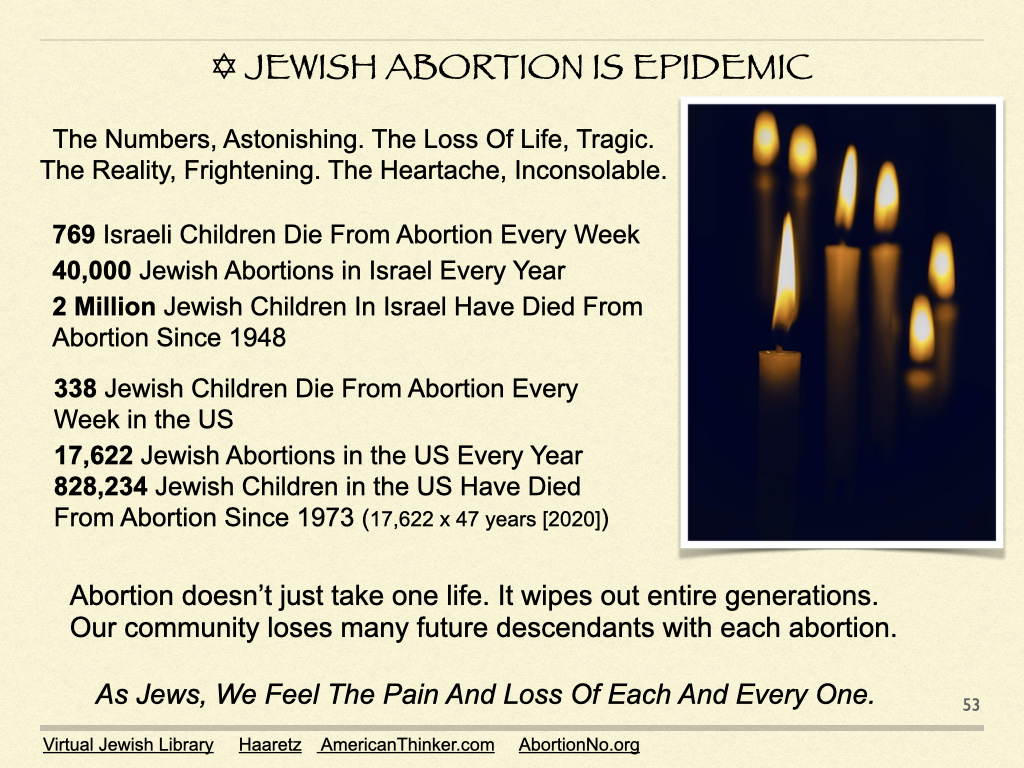 ✡ JEWISH ABORTION IS EPIDEMIC
The Numbers, Astonishing. The Loss Of Life, Tragic.
The Reality, Frightening. The Heartache, Inconsolable.
769 Israeli Children Die From Abortion Every Week
40,000 Jewish Abortions in Israel Every Year
2 Million Jewish Children In Israel Have Died From
Abortion Since 1948
338 Jewish Children Die From Abortion Every
Week in the US
17,622 Jewish Abortions in the US Every Year
828,234 Jewish Children in the US Have Died
From Abortion Since 1973 (17,622 x 47 years [2020])
Abortion doesn’t just take one life. It wipes out entire generations.
Our community loses many future descendants with each abortion.
As Jews, We Feel The Pain And Loss Of Each And Every One.
53
Virtual Jewish Library Haaretz AmericanThinker.com AbortionNo.org